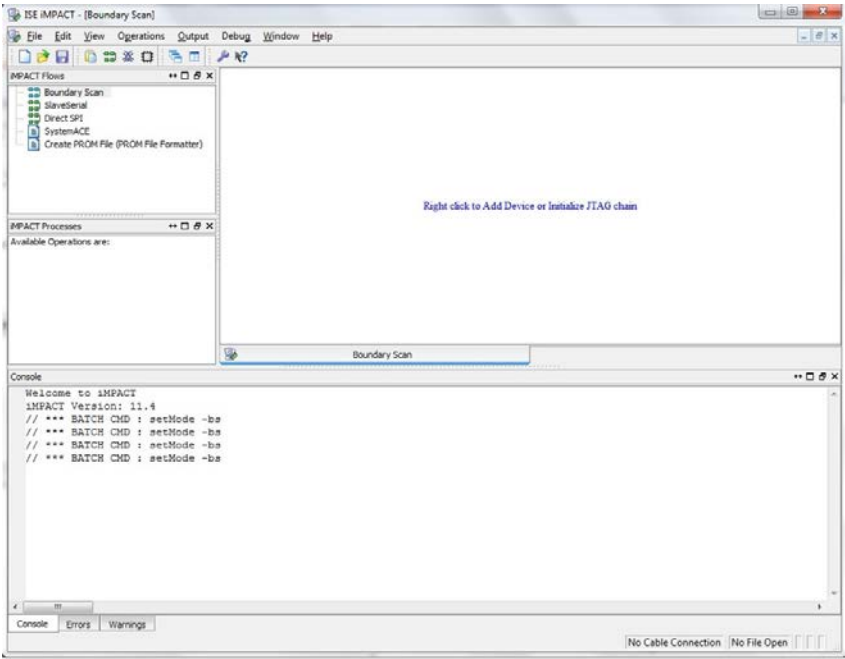 ISE iMPACT - [Boundary Scan]
File Edit View Operations Output Debug Window Help
iMPACT Flows
Boundary Scan
SlaveSerial
Direct SPI
SystemACE
Create PROM File (PROM File Formatter)
Right click to Add Device or Initialize JTAG chain
iMPACT Processes
Available Operations are:
Boundary Scan
Console
Welcome to iMPACT
iMPACT Version: 11.4
// *** BATCH CMD : setMode -bs
// *** BATCH CMD : setMode -bs
// *** BATCH CMD : setMode -bs
// *** BATCH CMD : setMode -bs
Console Errors Warnings
No Cable Connection No File Open